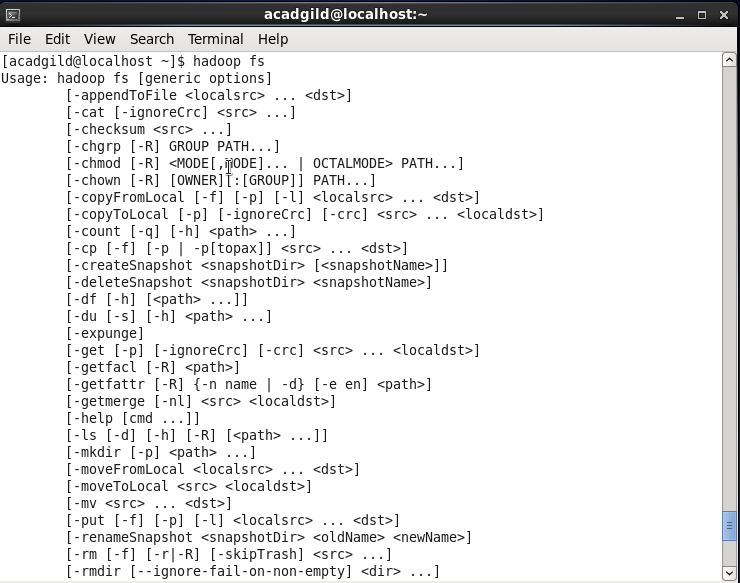 acadgild@localhost:~
File Edit View Search Terminal Help
[acadgild@localhost ~]$ hadoop fs
Usage: hadoop fs [generic options]
[-appendToFile <localsrc> ... <dst>]
[-cat [-ignoreCrc] <src> ...]
[-checksum <src> ...]
[-chgrp [-R] GROUP PATH...]
[-chmod [-R] <MODE[,MODE]... | OCTALMODE> PATH...]
[-chown [-R] [OWNER][:[GROUP]] PATH...]
[-copyFromLocal [-f] [-p] [-l] <localsrc> ... <dst>]
[-copyToLocal [-p] [-ignoreCrc] [-crc] <src> ... <localdst>]
[-count [-q] [-h] <path> ...]
[-cp [-f] [-p | -p[topax]] <src> ... <dst>]
[-createSnapshot <snapshotDir> [<snapshotName>]]
[-deleteSnapshot <snapshotDir> <snapshotName>]
[-df [-h] [<path> ...]]
[-du [-s] [-h] <path> ...]
[-expunge]
[-get [-p] [-ignoreCrc] [-crc] <src> ... <localdst>]
[-getfacl [-R] <path>]
[-getfattr [-R] {-n name | -d} [-e en] <path>]
[-getmerge [-nl] <src> <localdst>]
[-help [cmd ...]]
[-ls [-d] [-h] [-R] [<path> ...]]
[-mkdir [-p] <path> ...]
[-moveFromLocal <localsrc> ... <dst>]
[-moveToLocal <src> <localdst>]
[-mv <src> ... <dst>]
[-put [-f] [-p] [-l] <localsrc> ... <dst>]
[-renameSnapshot <snapshotDir> <oldName> <newName>]
[-rm [-f] [-r|-R] [-skipTrash] <src> ...]
[-rmdir [--ignore-fail-on-non-empty] <dir> ...]